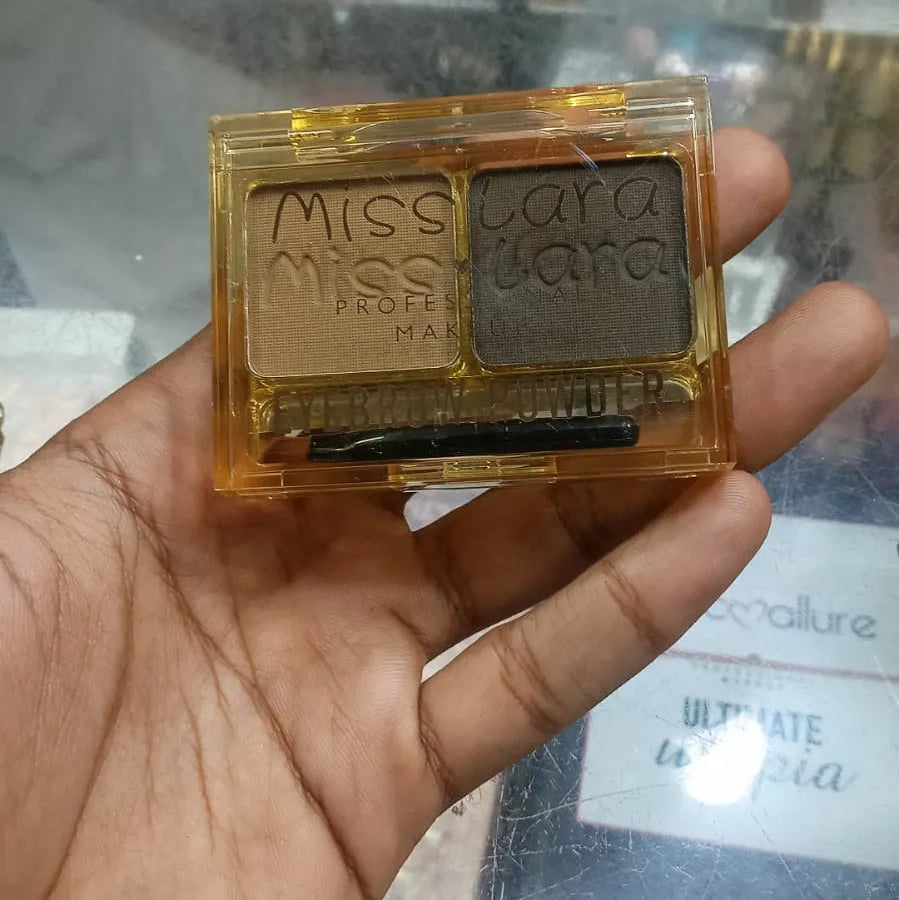 Miss Lara
Miss Lara
PROFESSIONAL
MAKEUP
EYEBROW POWDER
allure
ULTIMATE
utopia